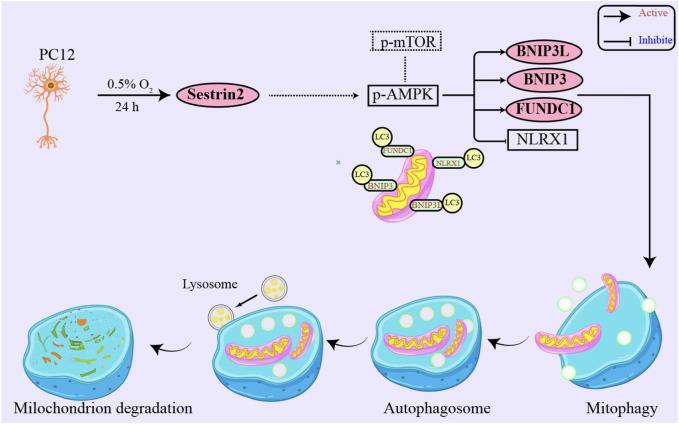 Active
Inhibite
PC12
0.5% O2
24 h
Sestrin2
p-mTOR
p-AMPK
BNIP3L
BNIP3
FUNDC1
NLRX1
LC3
FUNDC1
NLRX1
LC3
LC3
BNIP3
BNIP3L
LC3
Lysosome
Milochondrion degradation
Autophagosome
Mitophagy